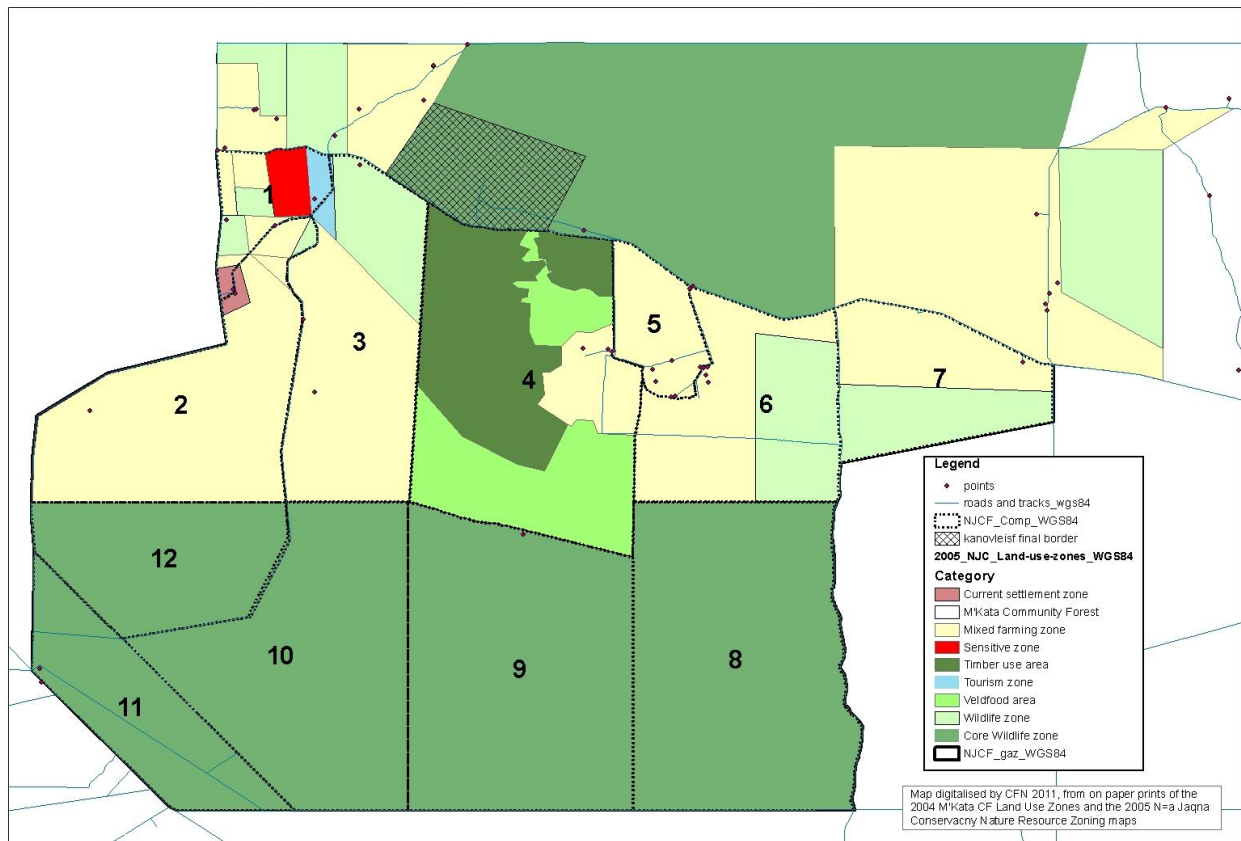 1
2
3
4
5
6
7
8
9
10
11
12
Legend
points
roads and tracks_wgs84
NJCF_Comp_WGS84
kanovleisf final border
2005_NJC_Land-use-zones_WGS84
Category
Current settlement zone
M'Kata Community Forest
Mixed farming zone
Sensitive zone
Timber use area
Tourism zone
Veldfood area
Wildlife zone
Core Wildlife zone
NJCF_gaz_WGS84
Map digitalised by CFN 2011, from on paper prints of the
2004 M'Kata CF Land Use Zones and the 2005 N=a Jaqna
Conservacny Nature Resource Zoning maps